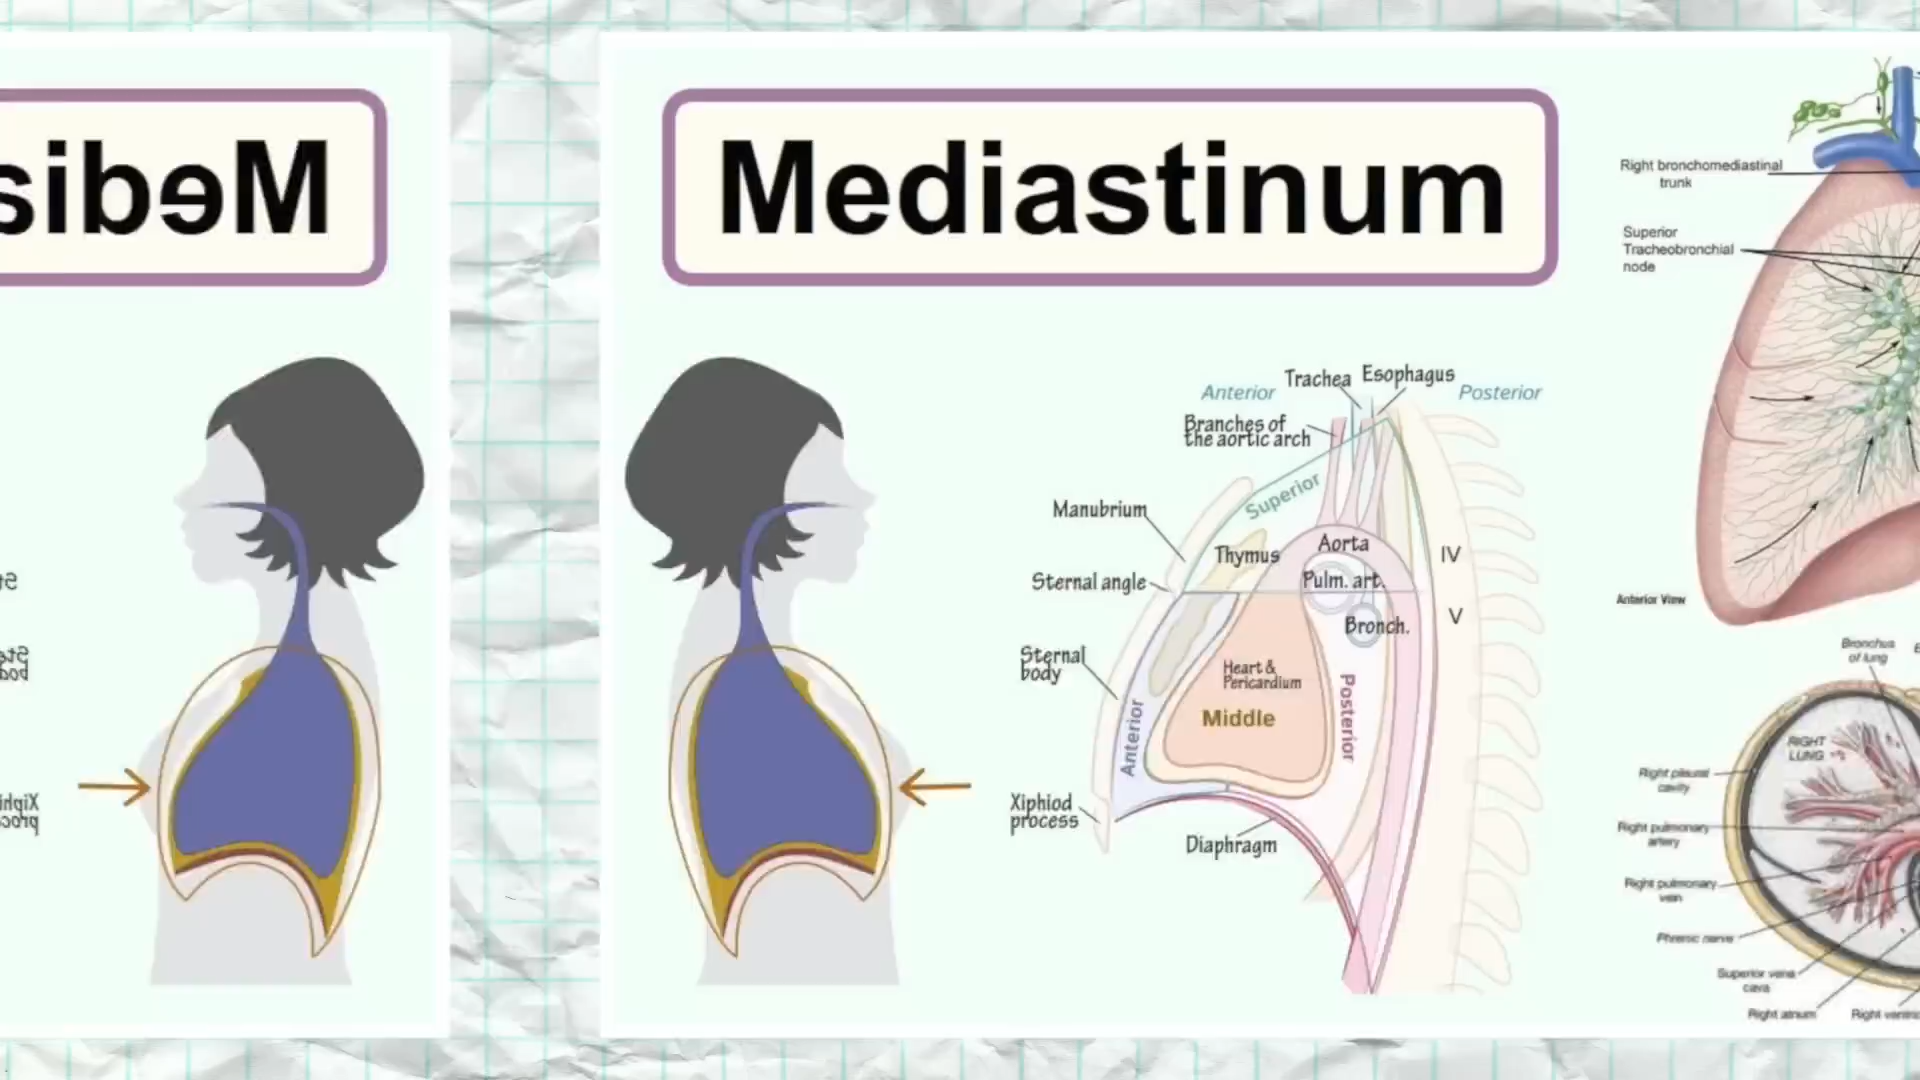 Mediastinum
Anterior
Trachea
Esophagus
Posterior
Branches of
the aortic arch
Superior
Manubrium
Thymus
Aorta
IV
Sternal angle
Pulm. art.
V
Bronch.
Sternal
body
Heart &
Pericardium
Middle
Anterior
Posterior
Xiphiod
process
Diaphragm
Right bronchomediastinal
trunk
Superior
Tracheobronchial
node
Anterior View
Bronchus
of lung
RIGHT
LUNG
Right pleural
cavity
Right pulmonary
artery
Right pulmonary
vein
Phrenic nerve
Superior vena
cava
Right atrium
Right